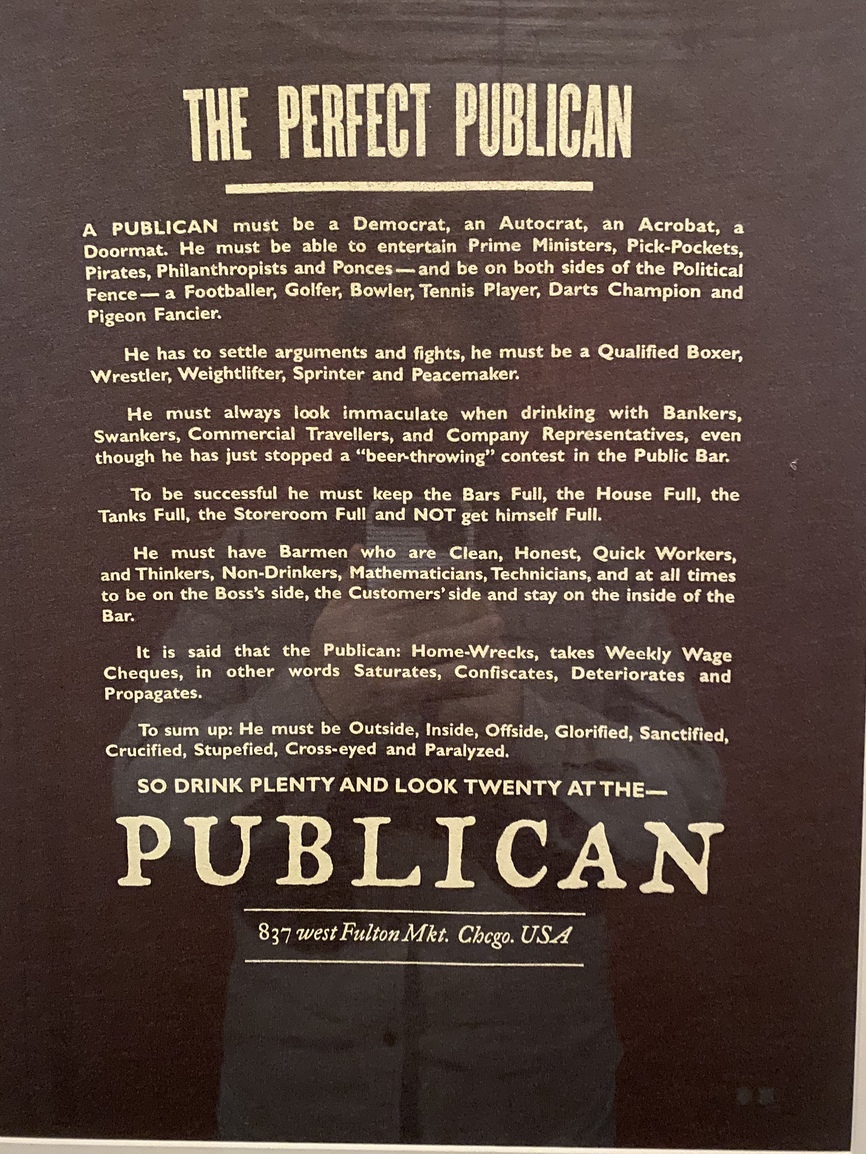 THE PERFECT PUBLICAN
A PUBLICAN must be a Democrat, an Autocrat, an Acrobat, a
Doormat. He must be able to entertain Prime Ministers, Pick-Pockets,
Pirates, Philanthropists and Ponces—and be on both sides of the Political
Fence— a Footballer, Golfer, Bowler, Tennis Player, Darts Champion and
Pigeon Fancier.
He has to settle arguments and fights, he must be a Qualified Boxer,
Wrestler, Weightlifter, Sprinter and Peacemaker.
He must always look immaculate when drinking with Bankers,
Swankers, Commercial Travellers, and Company Representatives, even
though he has just stopped a “beer-throwing” contest in the Public Bar.
To be successful he must keep the Bars Full, the House Full, the
Tanks Full, the Storeroom Full and NOT get himself Full.
He must have Barmen who are Clean, Honest, Quick Workers,
and Thinkers, Non-Drinkers, Mathematicians, Technicians, and at all times
to be on the Boss’s side, the Customers’ side and stay on the inside of the
Bar.
It is said that the Publican: Home-Wrecks, takes Weekly Wage
Cheques, in other words Saturates, Confiscates, Deteriorates and
Propagates.
To sum up: He must be Outside, Inside, Offside, Glorified, Sanctified,
Crucified, Stupefied, Cross-eyed and Paralyzed.
SO DRINK PLENTY AND LOOK TWENTY AT THE—
PUBLICAN
837 west Fulton Mkt. Chcgo. USA